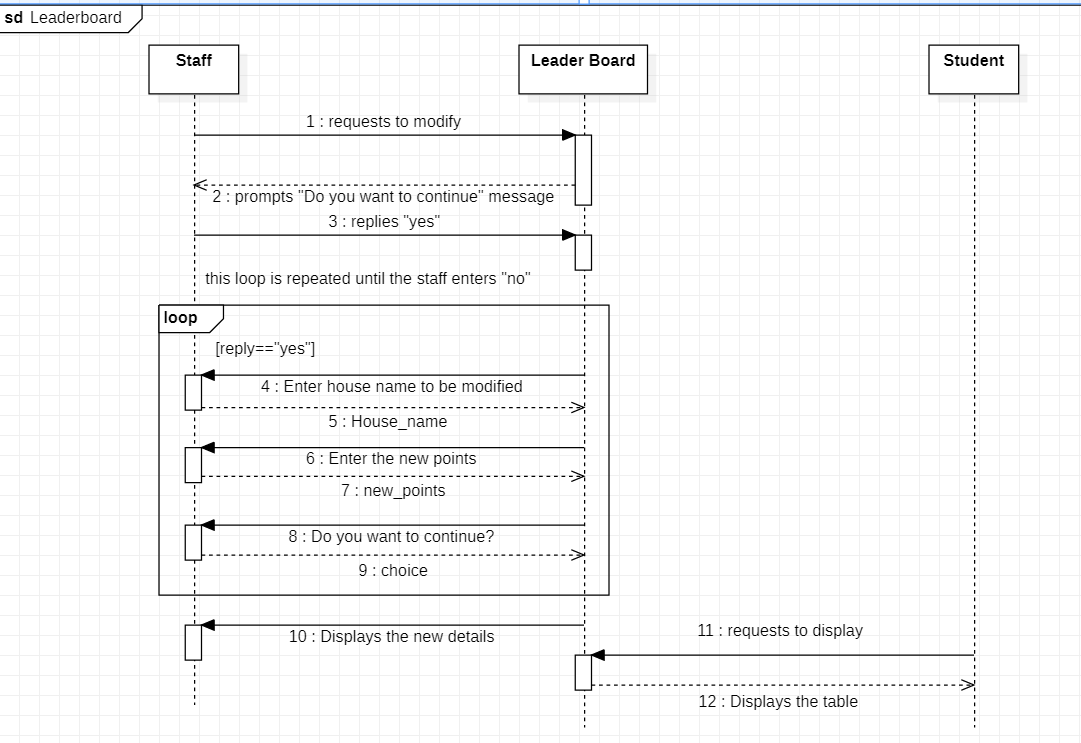 sd Leaderboard
Staff
Leader Board
Student
1 : requests to modify
2 : prompts "Do you want to continue" message
3 : replies "yes"
this loop is repeated until the staff enters "no"
loop
[reply=="yes"]
4 : Enter house name to be modified
5 : House_name
6 : Enter the new points
7 : new_points
8 : Do you want to continue?
9 : choice
10 : Displays the new details
11 : requests to display
12 : Displays the table